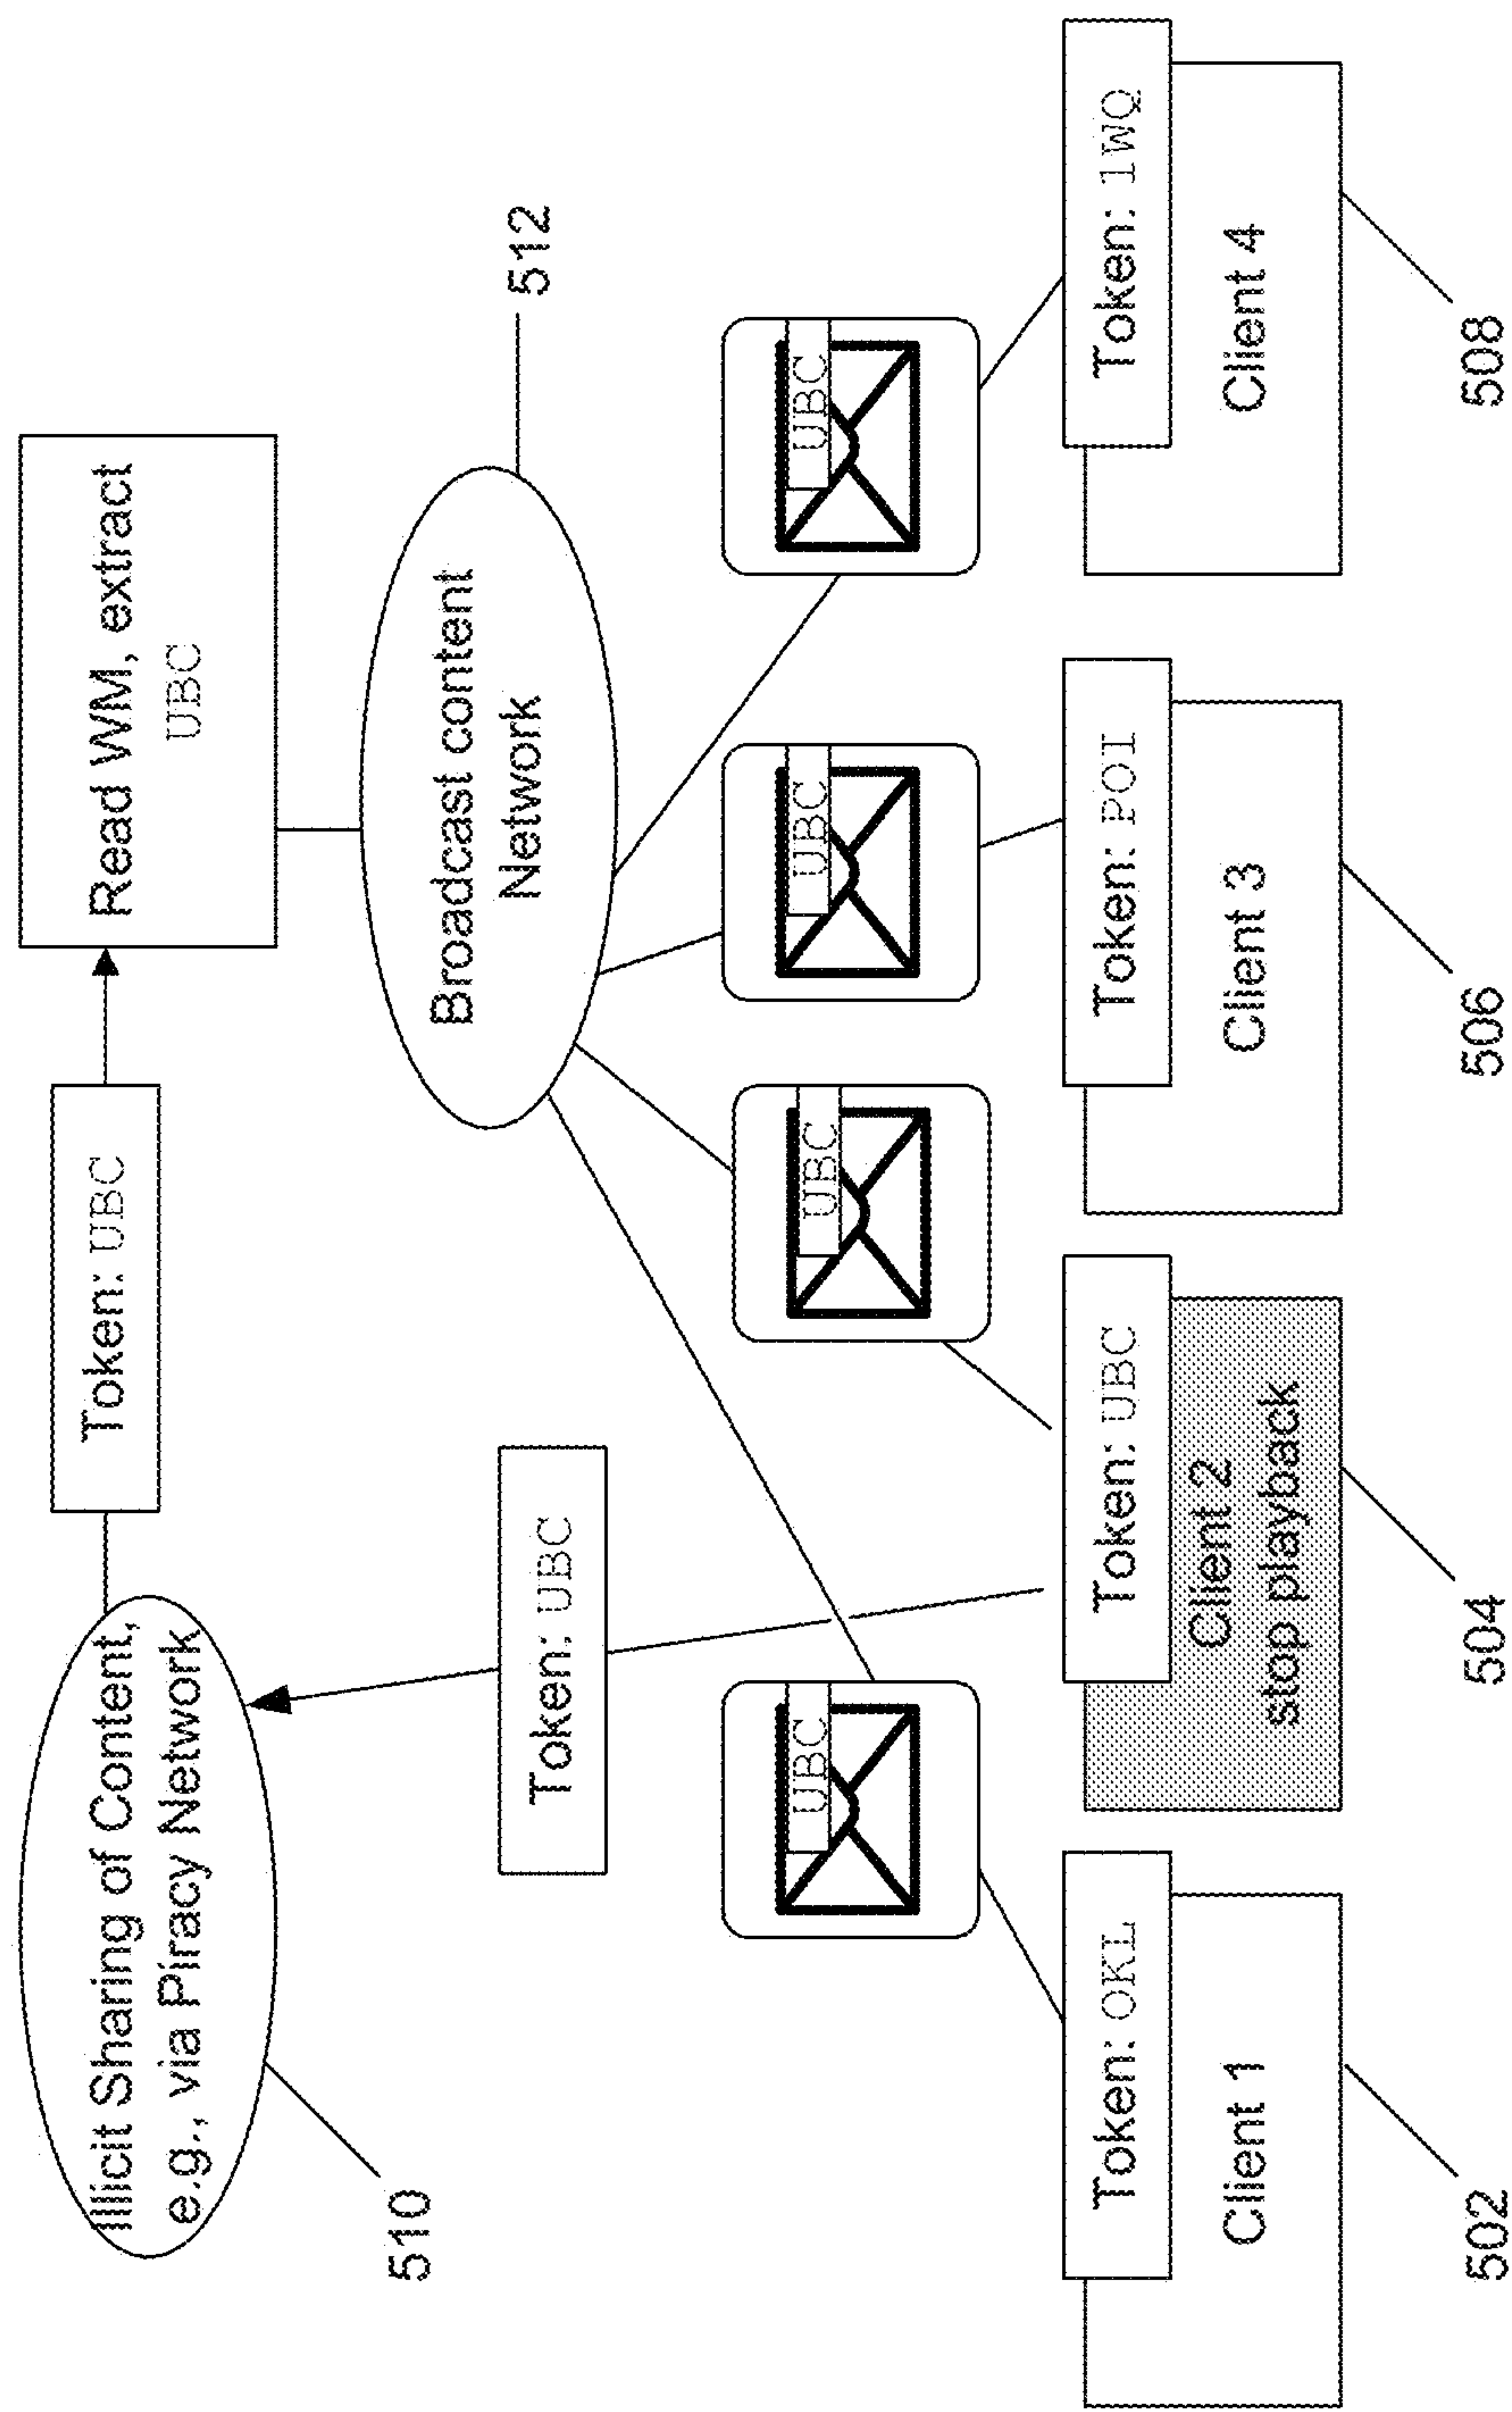 Illicit Sharing of Content,
e.g., via Piracy Network
510
Token: UBC
Read WM, extract
UBC
Token: UBC
Broadcast content
Network
512
UBC
UBC
UBC
UBC
Token: OKL
Client 1
502
Token: UBC
Client 2
stop playback
504
Token: POI
Client 3
506
Token: 1WQ
Client 4
508